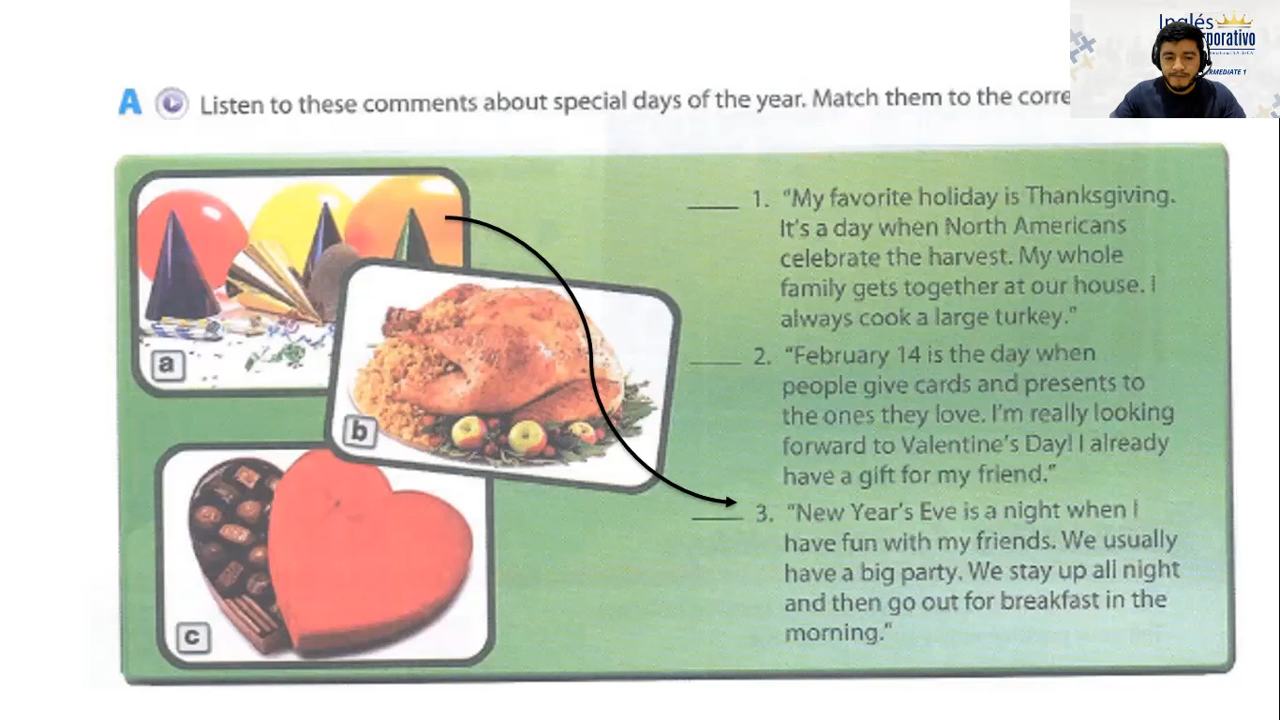 Inglés
rporativo
RMEDIATE 1
A Listen to these comments about special days of the year. Match them to the corre
a
b
c
1. “My favorite holiday is Thanksgiving.
It’s a day when North Americans
celebrate the harvest. My whole
family gets together at our house. I
always cook a large turkey.”
2. “February 14 is the day when
people give cards and presents to
the ones they love. I’m really looking
forward to Valentine’s Day! I already
have a gift for my friend.”
3. “New Year’s Eve is a night when I
have fun with my friends. We usually
have a big party. We stay up all night
and then go out for breakfast in the
morning.”